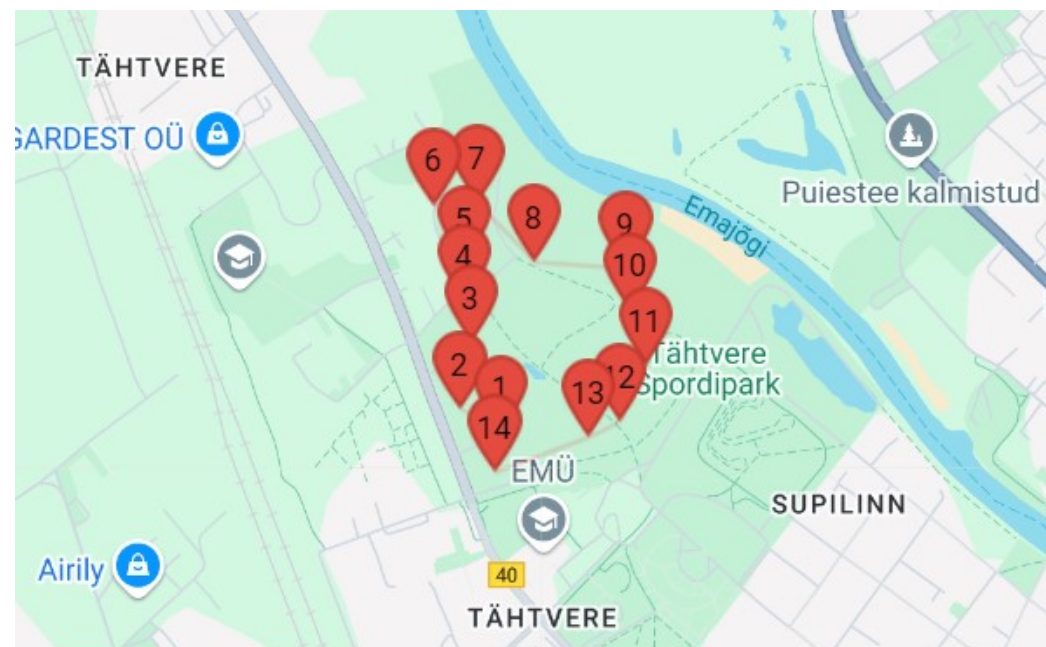 TÄHTVERE
GARDEST OÜ
6
7
5
8
9
4
10
3
11
2
1
12
13
14
Puiestee kalmistud
Emajõgi
Tähtvere
Spordipark
EMÜ
SUPILINN
Airily
40
TÄHTVERE